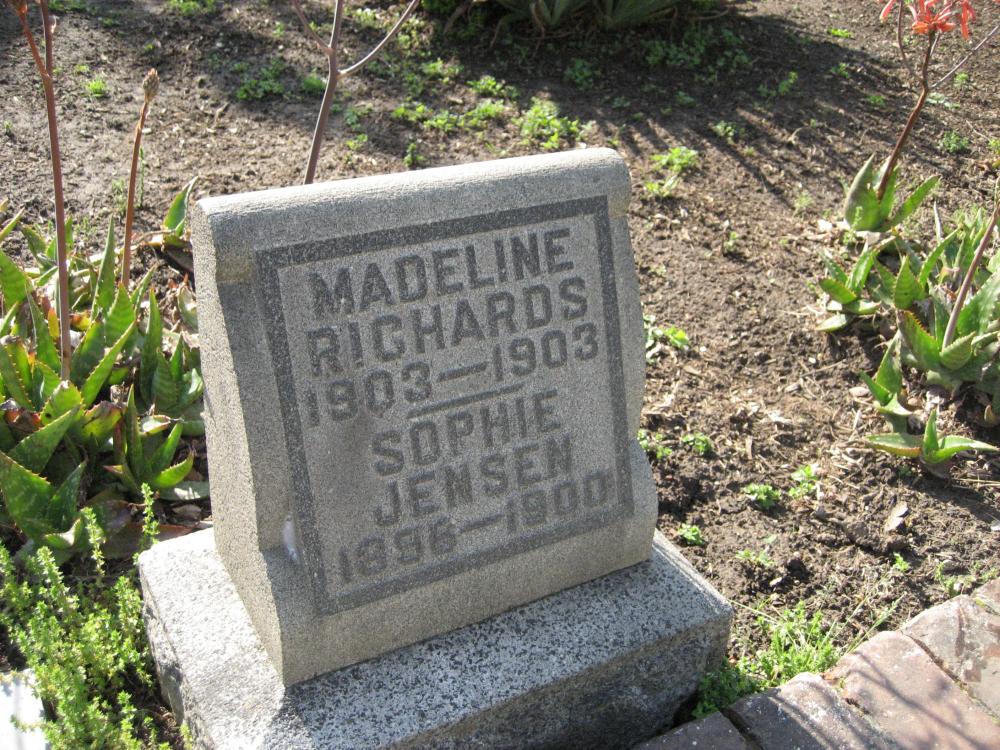 MADELINE
RICHARDS
1903—1903
SOPHIE
JENSEN
1896—1900